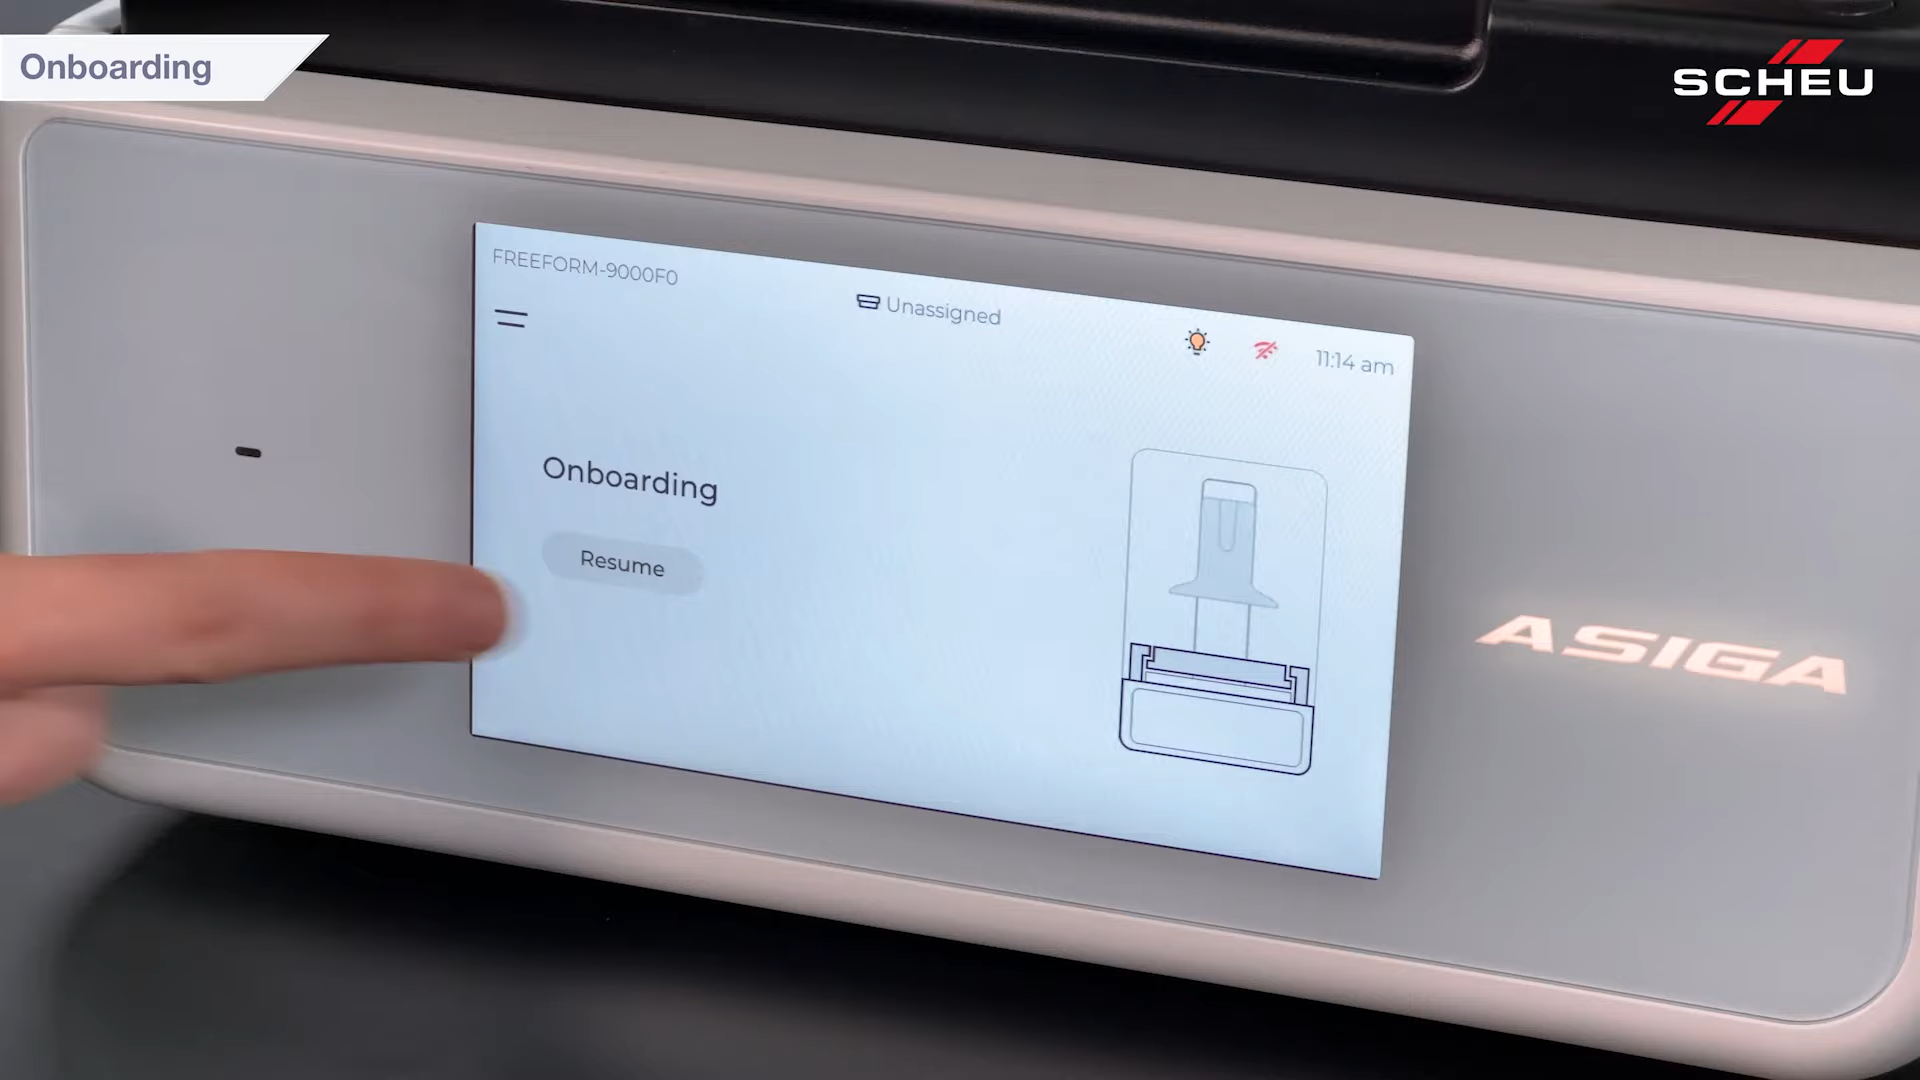 Onboarding
SCHEU
FREEFORM-9000F0
Unassigned
11:14 am
Onboarding
Resume
ASIGA